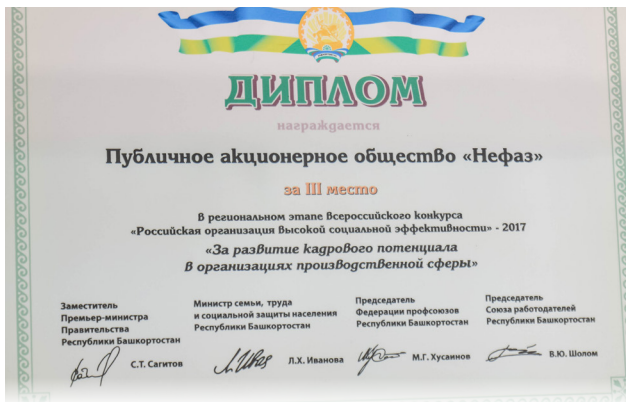 ДИПЛОМ
награждается
Публичное акционерное общество «Нефаз»
за III место
в региональном этапе Всероссийского конкурса
«Российская организация высокой социальной эффективности» - 2017
«За развитие кадрового потенциала
в организациях производственной сферы»
Заместитель
Премьер-министра
Правительства
Республики Башкортостан
С.Т. Сагитов
Министр семьи, труда
и социальной защиты населения
Республики Башкортостан
Л.Х. Иванова
Председатель
Федерации профсоюзов
Республики Башкортостан
М.Г. Хусаинов
Председатель
Союза работодателей
Республики Башкортостан
В.Ю. Шолом